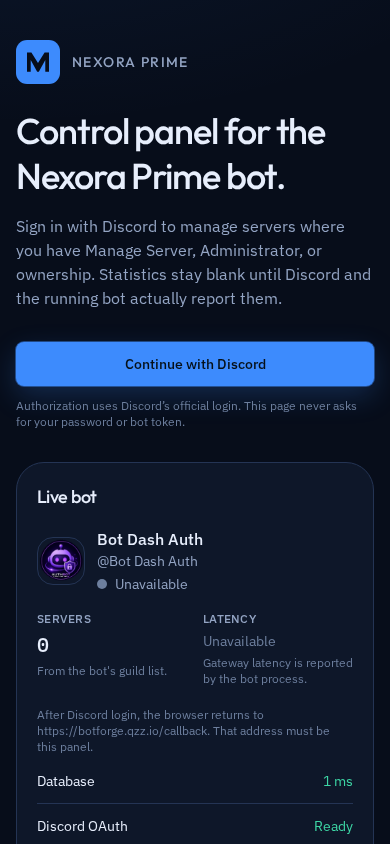 M
NEXORA PRIME
Control panel for the
Nexora Prime bot.
Sign in with Discord to manage servers where
you have Manage Server, Administrator, or
ownership. Statistics stay blank until Discord and
the running bot actually report them.
Continue with Discord
Authorization uses Discord’s official login. This page never asks
for your password or bot token.
Live bot
Bot Dash Auth
@Bot Dash Auth
Unavailable
SERVERS
0
From the bot's guild list.
LATENCY
Unavailable
Gateway latency is reported
by the bot process.
After Discord login, the browser returns to
https://botforge.qzz.io/callback. That address must be
this panel.
Database
1 ms
Discord OAuth
Ready